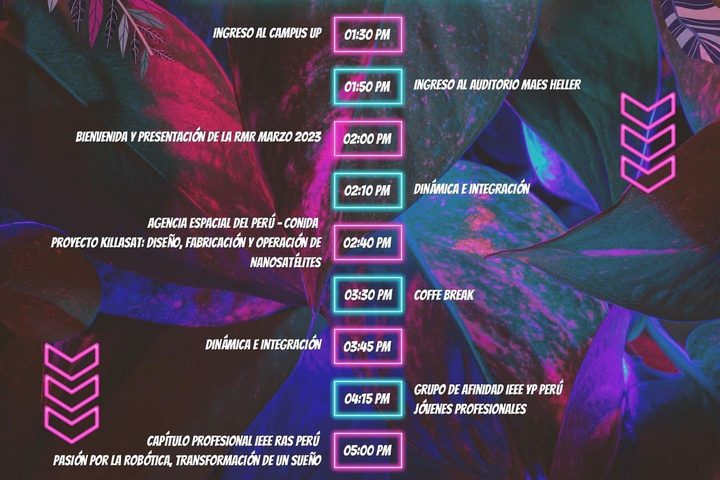 INGRESO AL CAMPUS UP
01:30 PM
01:50 PM
INGRESO AL AUDITORIO MAES HELLER
BIENVENIDA Y PRESENTACIÓN DE LA RMR MARZO 2023
02:00 PM
02:10 PM
DINÁMICA E INTEGRACIÓN
AGENCIA ESPACIAL DEL PERÚ - CONIDA
PROYECTO KILLASAT: DISEÑO, FABRICACIÓN Y OPERACIÓN DE
NANOSATÉLITES
02:40 PM
03:30 PM
COFFE BREAK
DINÁMICA E INTEGRACIÓN
03:45 PM
04:15 PM
GRUPO DE AFINIDAD IEEE YP PERÚ
JÓVENES PROFESIONALES
CAPÍTULO PROFESIONAL IEEE RAS PERÚ
PASIÓN POR LA ROBÓTICA, TRANSFORMACIÓN DE UN SUEÑO
05:00 PM